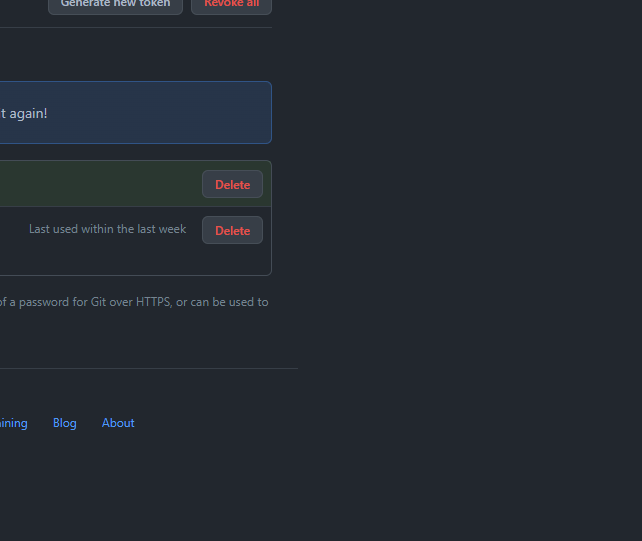 Generate new token Revoke all
t again!
Delete
Last used within the last week Delete
of a password for Git over HTTPS, or can be used to
ining Blog About